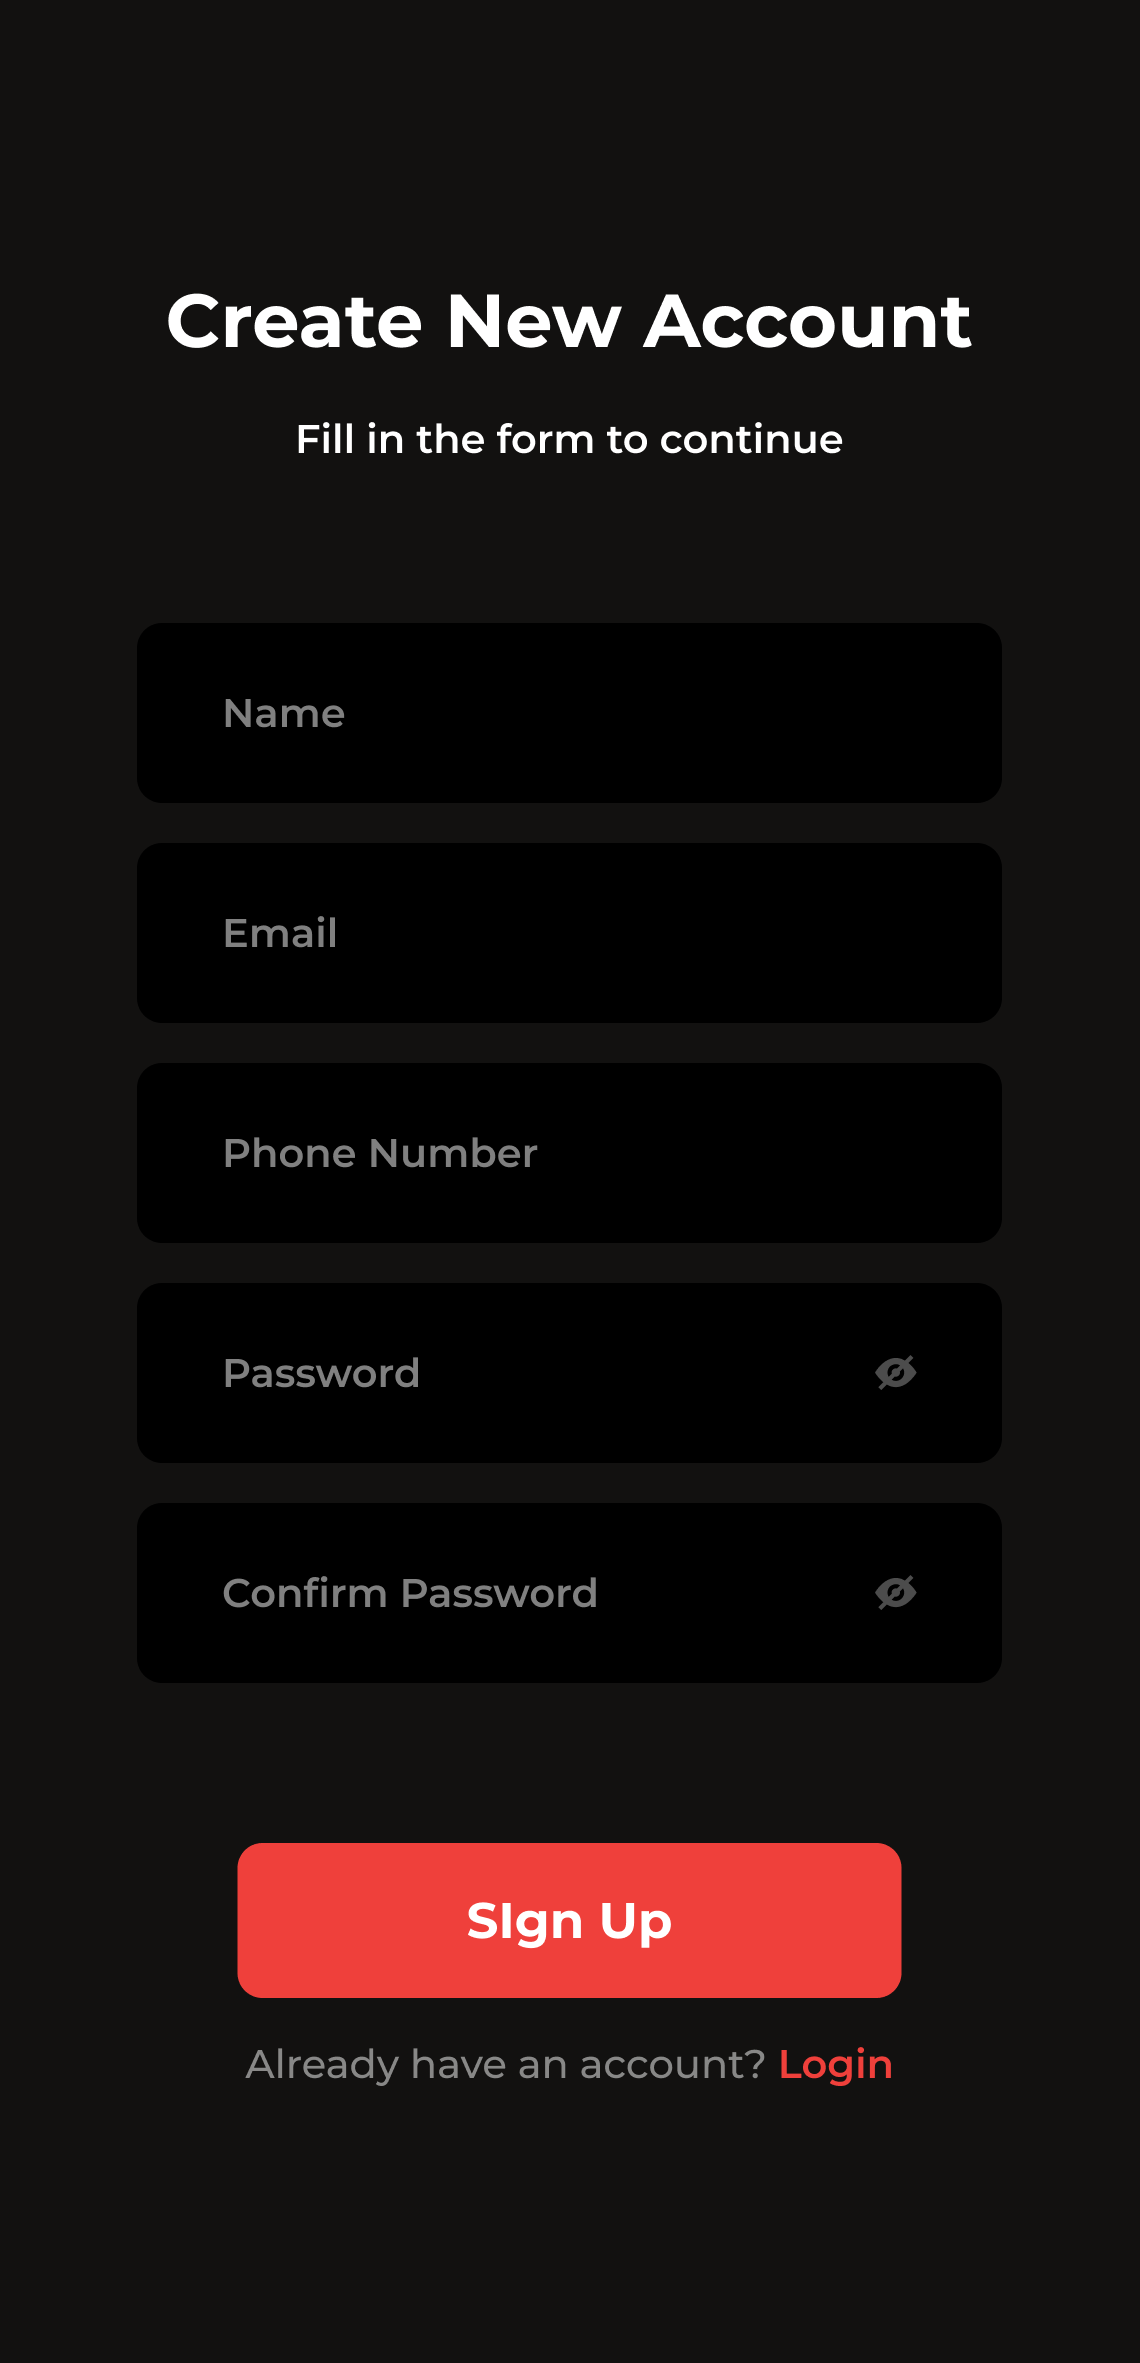 Create New Account
Fill in the form to continue
Name
Email
Phone Number
Password
Confirm Password
SIgn Up
Already have an account? Login